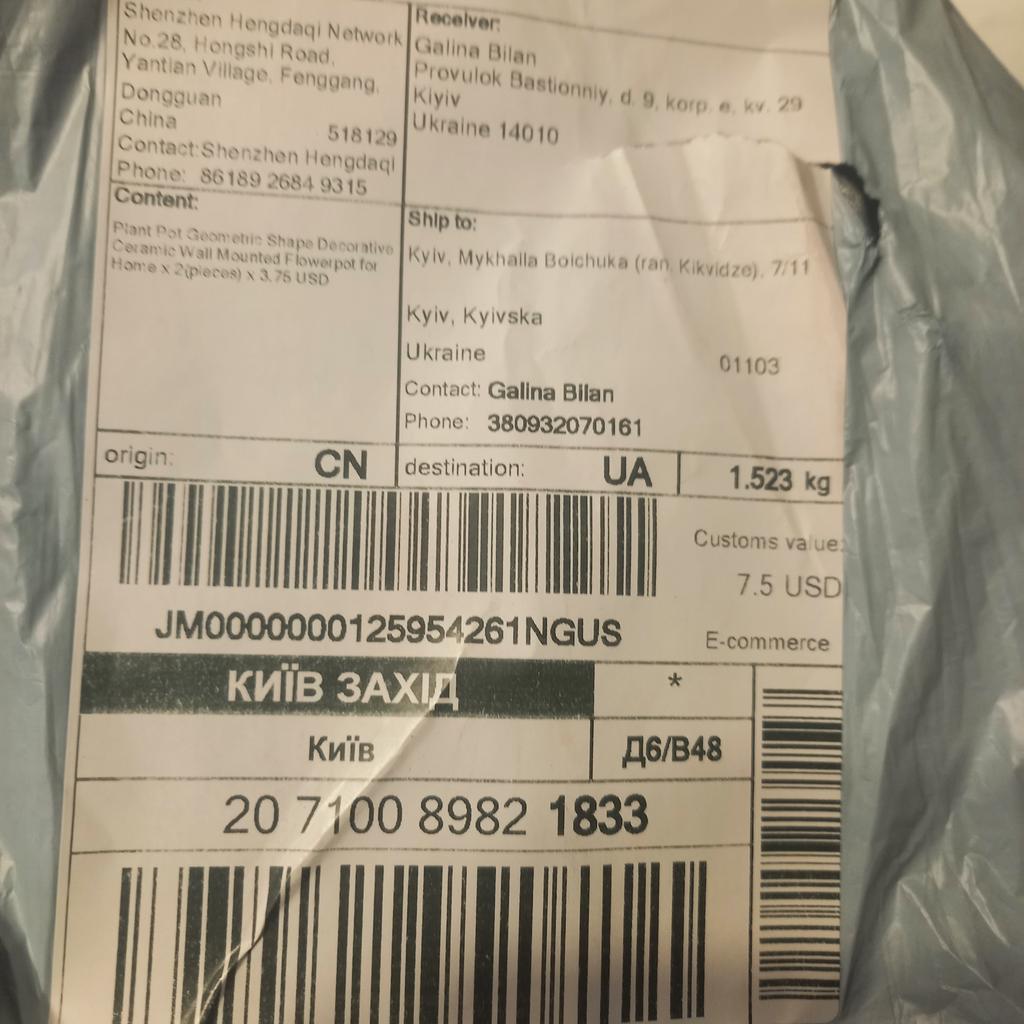 Shenzhen Hengdaqi Network
No.28, Hongshi Road,
Yantian Village, Fenggang,
Dongguan
China
518129
Contact:Shenzhen Hengdaqi
Phone: 86189 2684 9315
Receiver:
Galina Bilan
Provulok Bastionniy, d. 9, korp. e, kv. 29
Kiyiv
Ukraine 14010
Content:
Plant Pot Geometric Shape Decorative
Ceramic Wall Mounted Flowerpot for
Home x 2(pieces) x 3.75 USD
Ship to:
Kyiv, Mykhaila Boichuka (ran. Kikvidze), 7/11
Kyiv, Kyivska
Ukraine 01103
Contact: Galina Bilan
Phone: 380932070161
origin: CN
destination: UA
1.523 kg
Customs value:
7.5 USD
JM0000000125954261NGUS
E-commerce
КИЇВ ЗАХІД
*
Київ
Д6/В48
20 7100 8982 1833